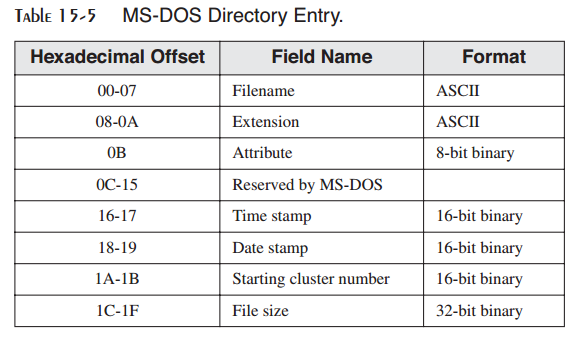 TABLE 15-5 MS-DOS Directory Entry.
Hexadecimal Offset Field Name Format
00-07 Filename ASCII
08-0A Extension ASCII
0B Attribute 8-bit binary
0C-15 Reserved by MS-DOS
16-17 Time stamp 16-bit binary
18-19 Date stamp 16-bit binary
1A-1B Starting cluster number 16-bit binary
1C-1F File size 32-bit binary